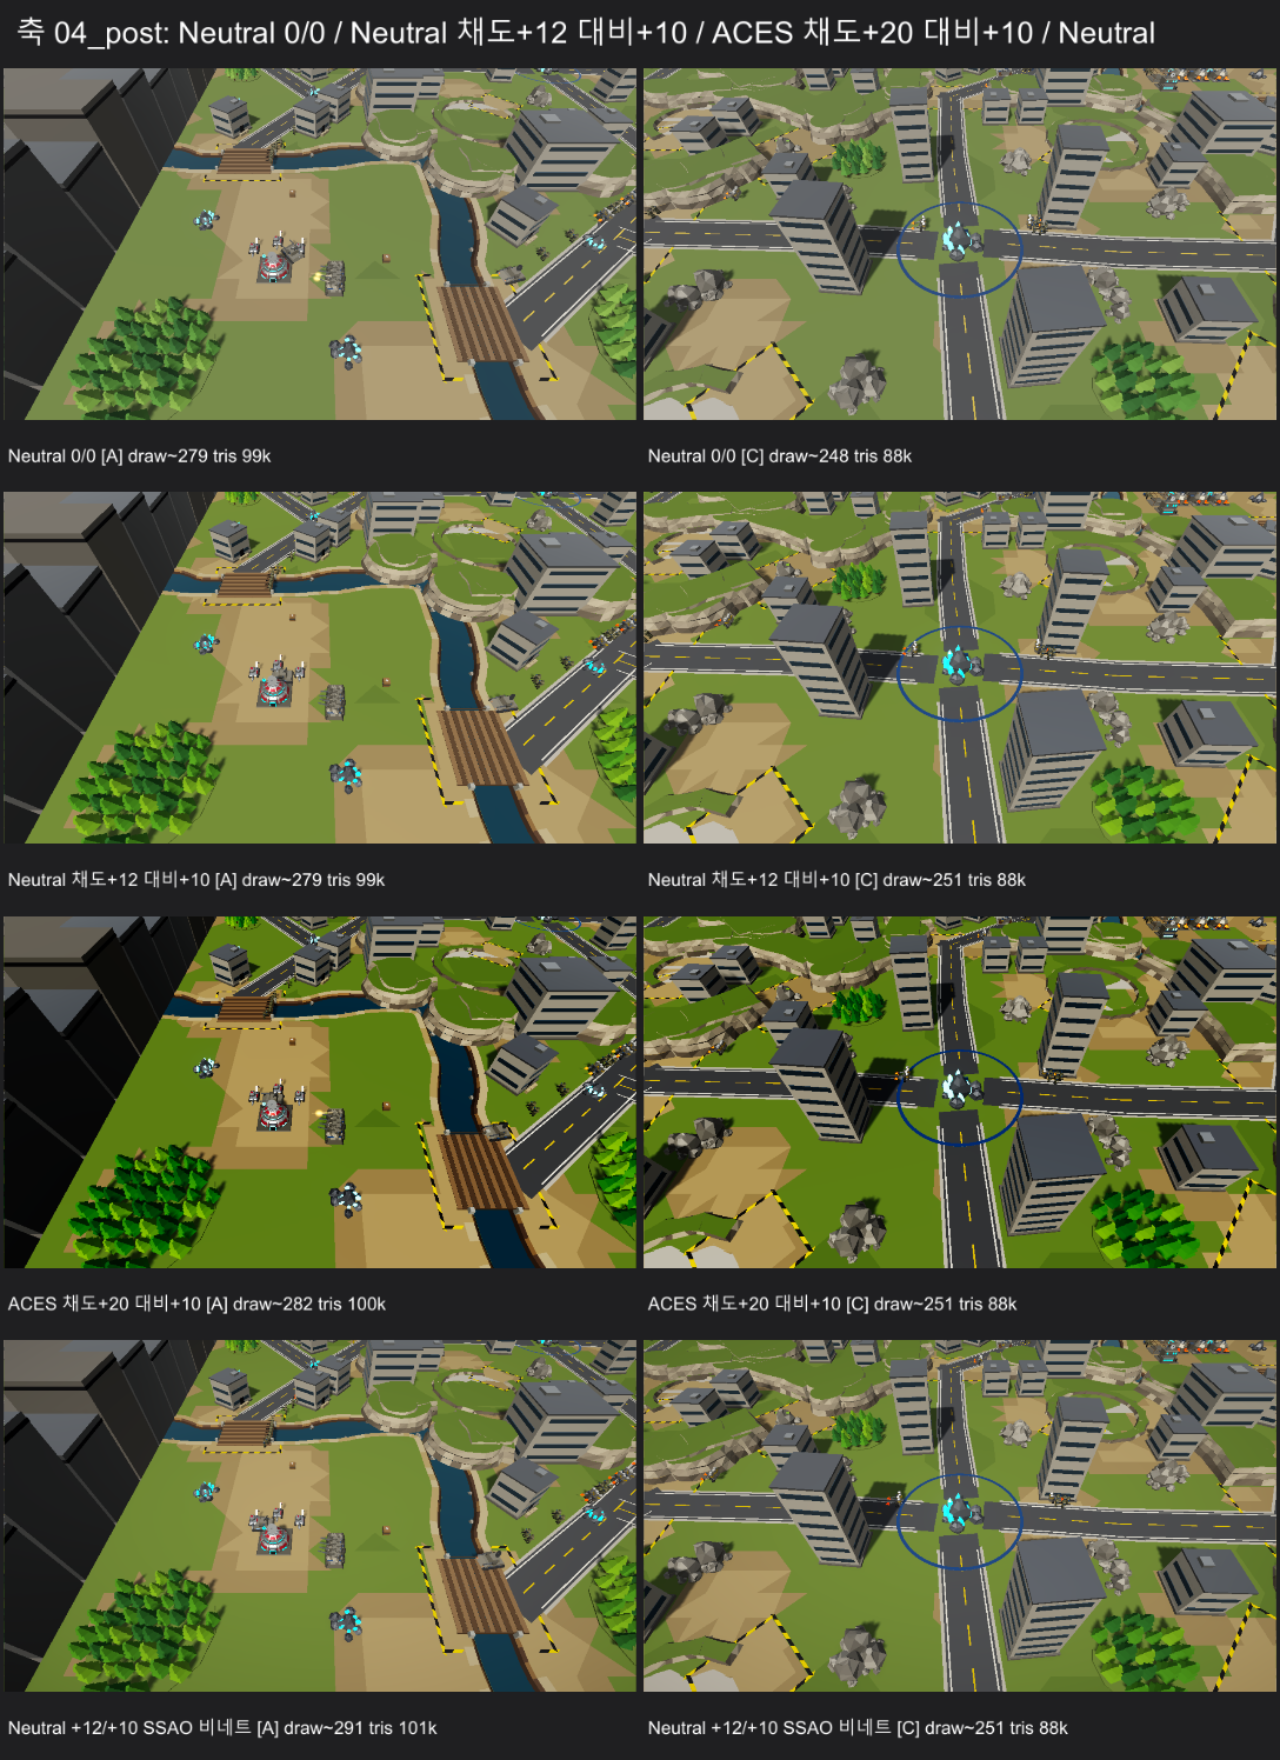 축 04_post: Neutral 0/0 / Neutral 채도+12 대비+10 / ACES 채도+20 대비+10 / Neutral
Neutral 0/0 [A] draw~279 tris 99k
Neutral 0/0 [C] draw~248 tris 88k
Neutral 채도+12 대비+10 [A] draw~279 tris 99k
Neutral 채도+12 대비+10 [C] draw~251 tris 88k
ACES 채도+20 대비+10 [A] draw~282 tris 100k
ACES 채도+20 대비+10 [C] draw~251 tris 88k
Neutral +12/+10 SSAO 비네트 [A] draw~291 tris 101k
Neutral +12/+10 SSAO 비네트 [C] draw~251 tris 88k